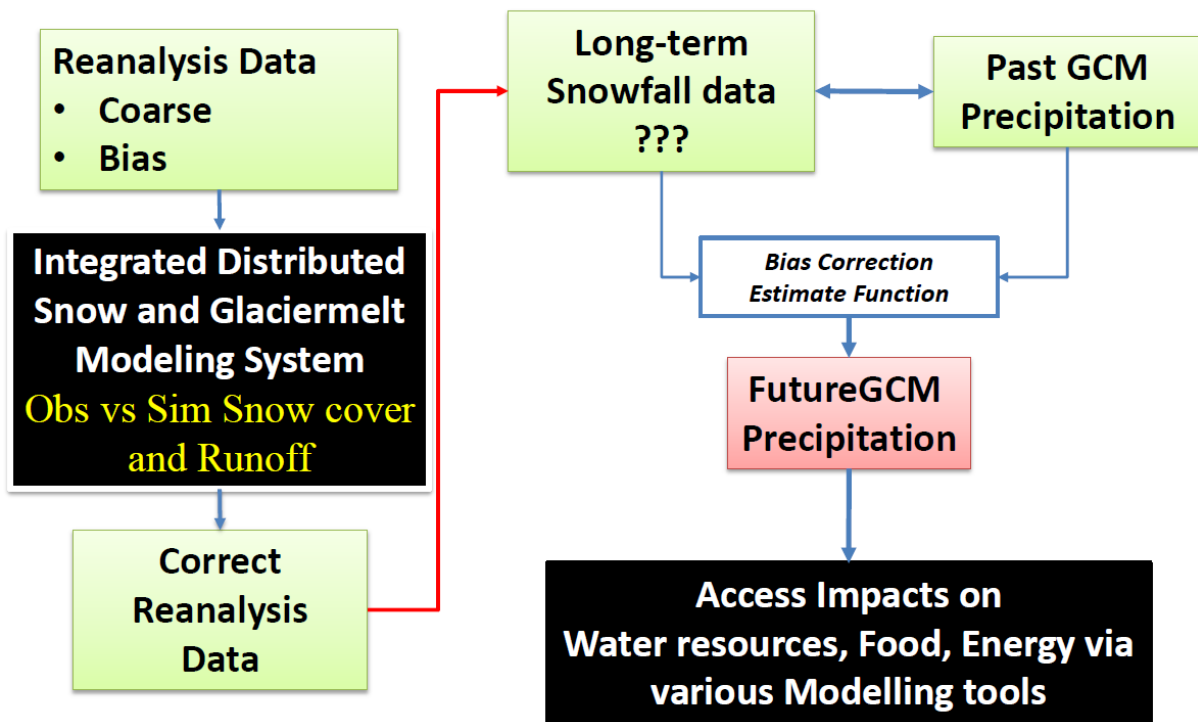 Reanalysis Data
• Coarse
• Bias
Integrated Distributed
Snow and Glaciermelt
Modeling System
Obs vs Sim Snow cover
and Runoff
Correct
Reanalysis
Data
Long-term
Snowfall data
???
Past GCM
Precipitation
Bias Correction
Estimate Function
FutureGCM
Precipitation
Access Impacts on
Water resources, Food, Energy via
various Modelling tools